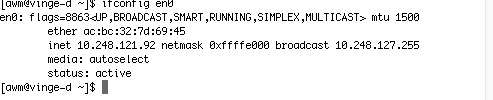 [awm@vinge-d ~]$ ifconfig en0
en0: flags=8863<UP,BROADCAST,SMART,RUNNING,SIMPLEX,MULTICAST> mtu 1500
ether ac:bc:32:7d:69:45
inet 10.248.121.92 netmask 0xffffe000 broadcast 10.248.127.255
media: autoselect
status: active
[awm@vinge-d ~]$